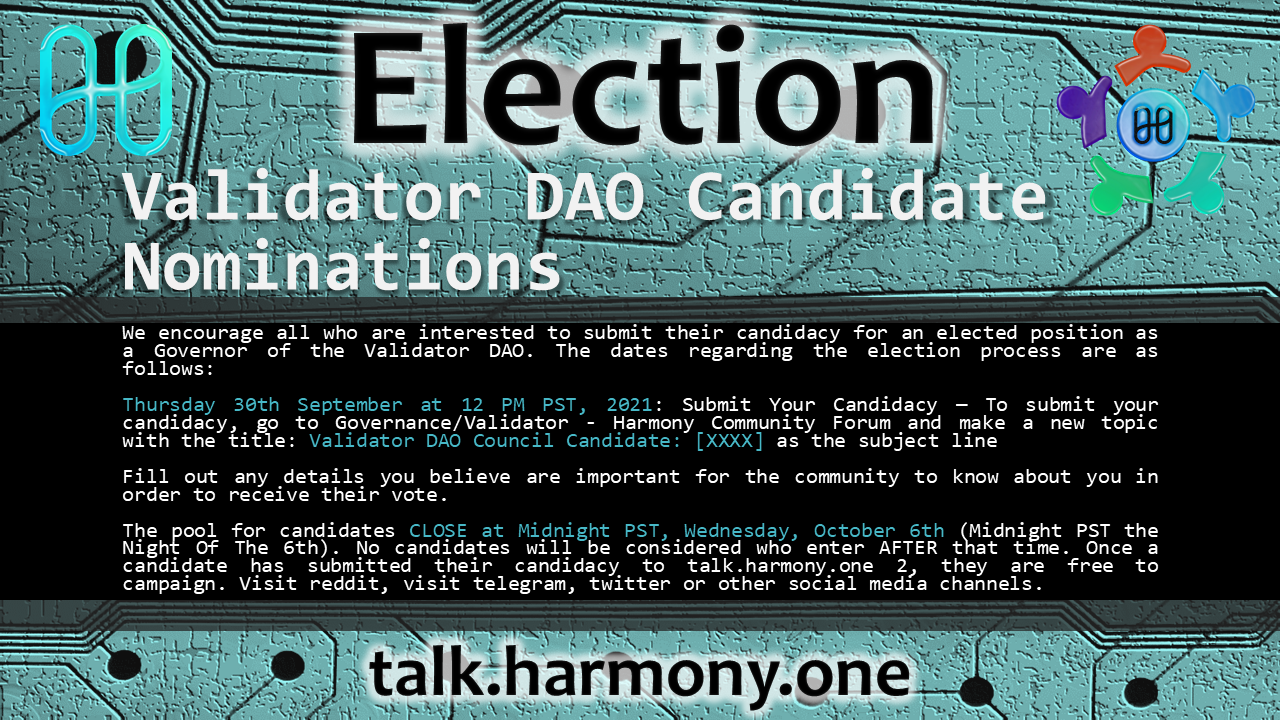 Election
Validator DAO Candidate
Nominations
We encourage all who are interested to submit their candidacy for an elected position as
a Governor of the Validator DAO. The dates regarding the election process are as
follows:
Thursday 30th September at 12 PM PST, 2021: Submit Your Candidacy — To submit your
candidacy, go to Governance/Validator - Harmony Community Forum and make a new topic
with the title: Validator DAO Council Candidate: [XXXX] as the subject line
Fill out any details you believe are important for the community to know about you in
order to receive their vote.
The pool for candidates CLOSE at Midnight PST, Wednesday, October 6th (Midnight PST the
Night Of The 6th). No candidates will be considered who enter AFTER that time. Once a
candidate has submitted their candidacy to talk.harmony.one 2, they are free to
campaign. Visit reddit, visit telegram, twitter or other social media channels.
talk.harmony.one